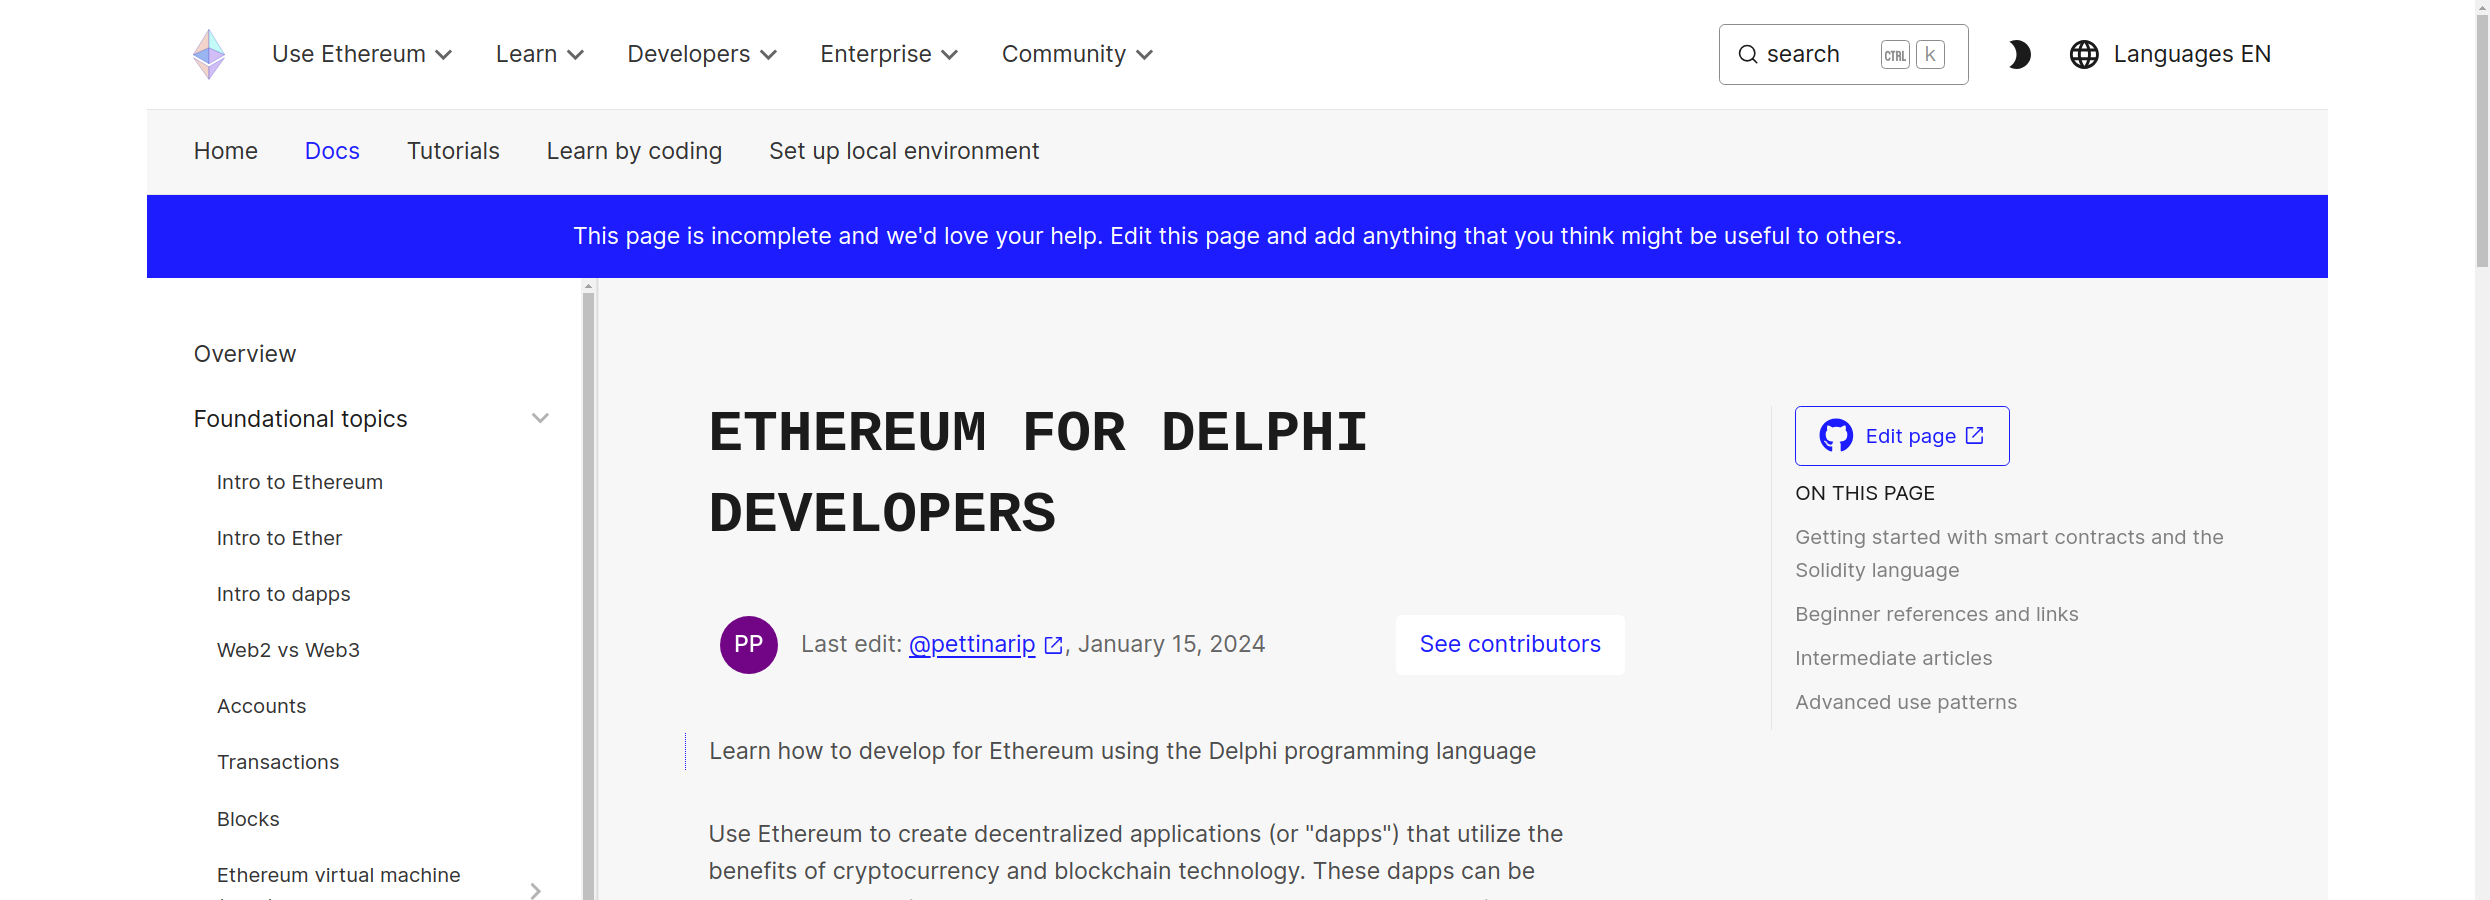 Use Ethereum
Learn
Developers
Enterprise
Community
search
CTRL
k
Languages EN
Home
Docs
Tutorials
Learn by coding
Set up local environment
This page is incomplete and we'd love your help. Edit this page and add anything that you think might be useful to others.
Overview
Foundational topics
Intro to Ethereum
Intro to Ether
Intro to dapps
Web2 vs Web3
Accounts
Transactions
Blocks
Ethereum virtual machine
ETHEREUM FOR DELPHI
DEVELOPERS
PP
Last edit: @pettinarip, January 15, 2024
See contributors
Learn how to develop for Ethereum using the Delphi programming language
Use Ethereum to create decentralized applications (or "dapps") that utilize the
benefits of cryptocurrency and blockchain technology. These dapps can be
Edit page
ON THIS PAGE
Getting started with smart contracts and the
Solidity language
Beginner references and links
Intermediate articles
Advanced use patterns